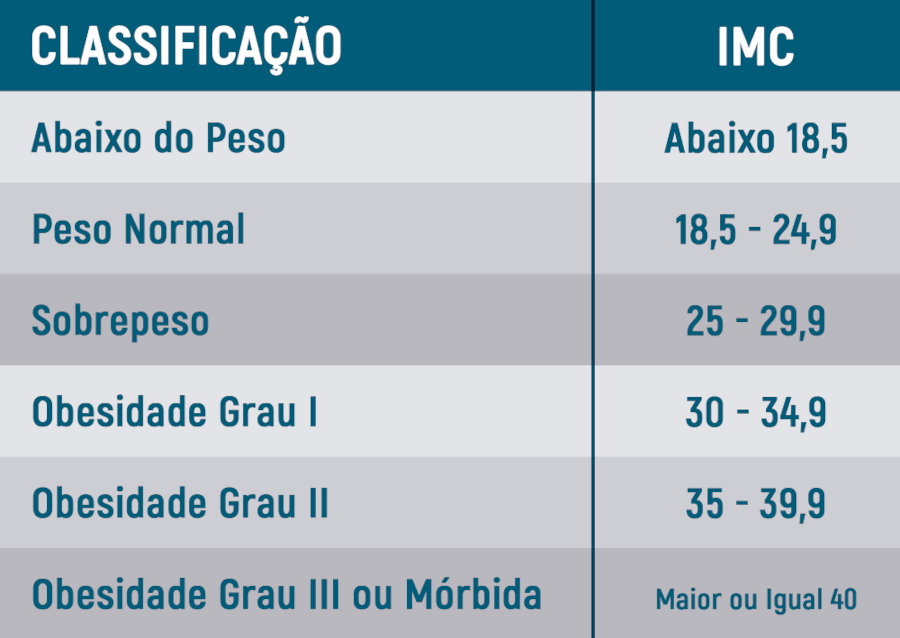 CLASSIFICAÇÃO IMC
Abaixo do Peso Abaixo 18,5
Peso Normal 18,5 - 24,9
Sobrepeso 25 - 29,9
Obesidade Grau I 30 - 34,9
Obesidade Grau II 35 - 39,9
Obesidade Grau III ou Mórbida Maior ou Igual 40